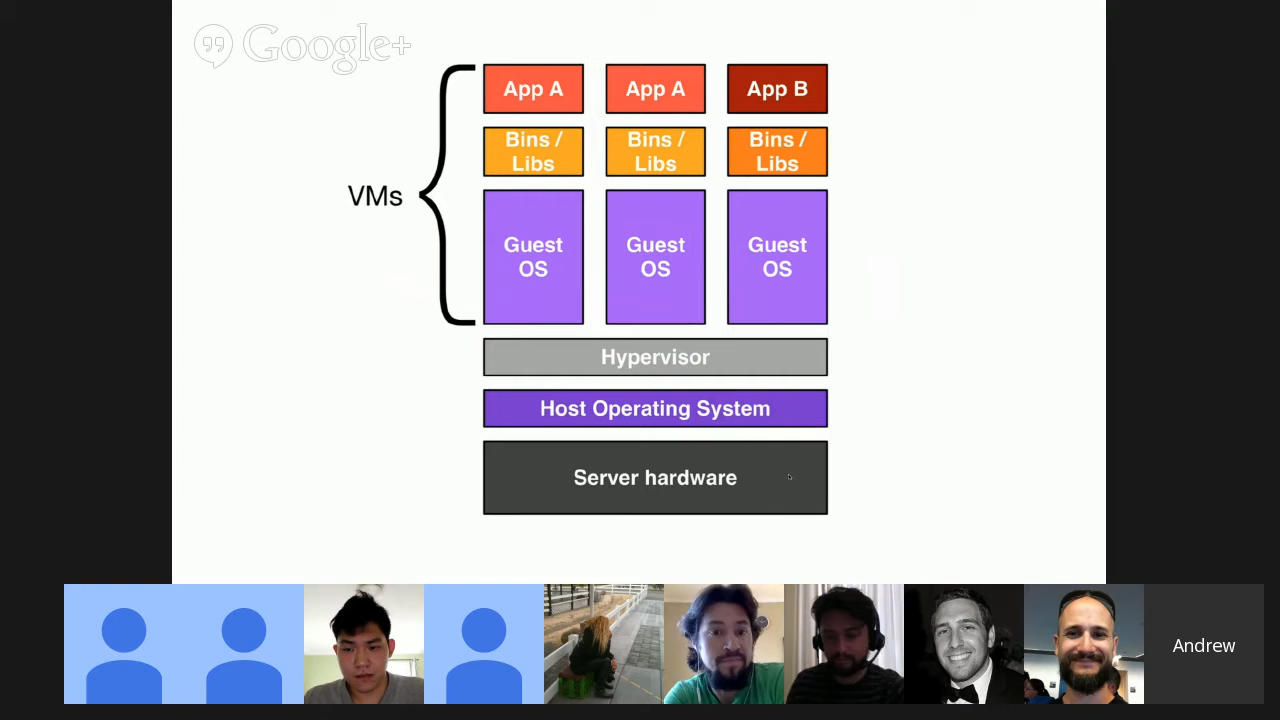 Google+
App A
App A
App B
Bins /
Libs
Bins /
Libs
Bins /
Libs
VMs
Guest
OS
Guest
OS
Guest
OS
Hypervisor
Host Operating System
Server hardware
Andrew